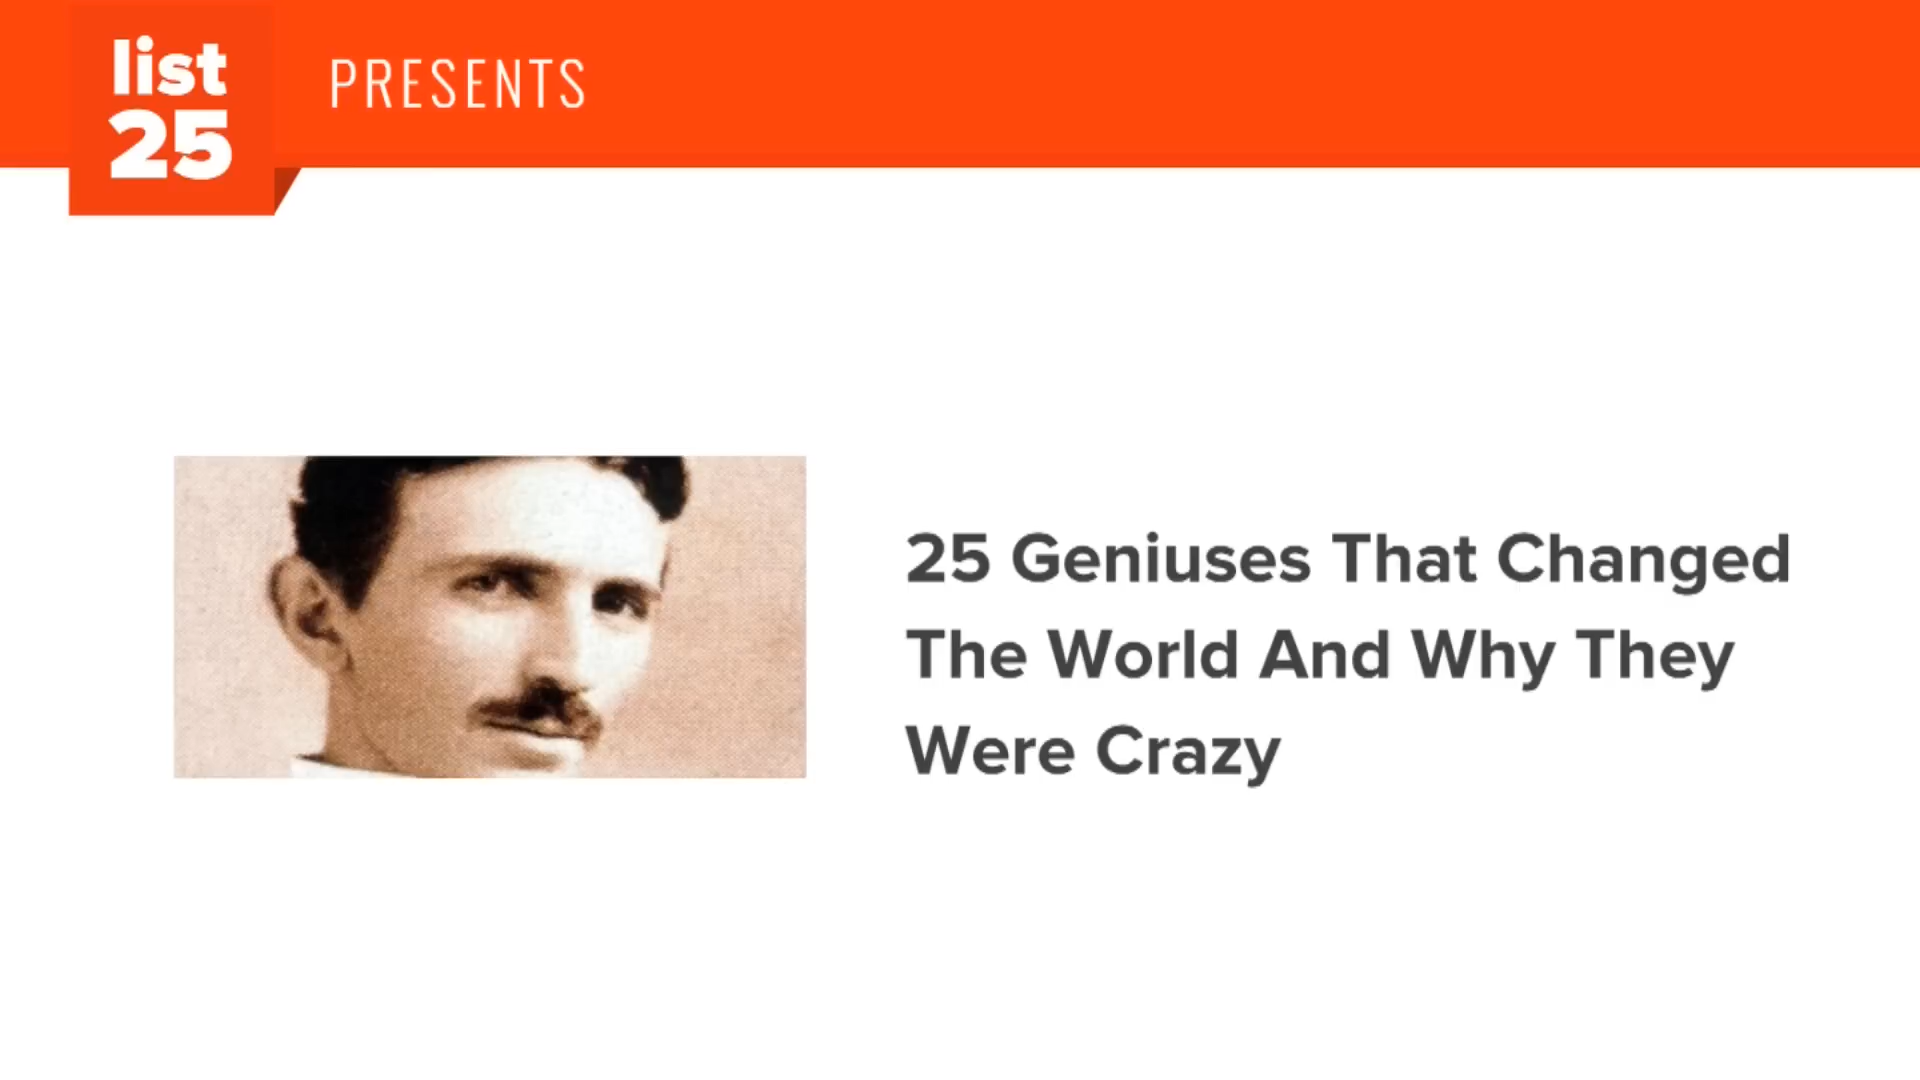 list
25
PRESENTS
25 Geniuses That Changed
The World And Why They
Were Crazy